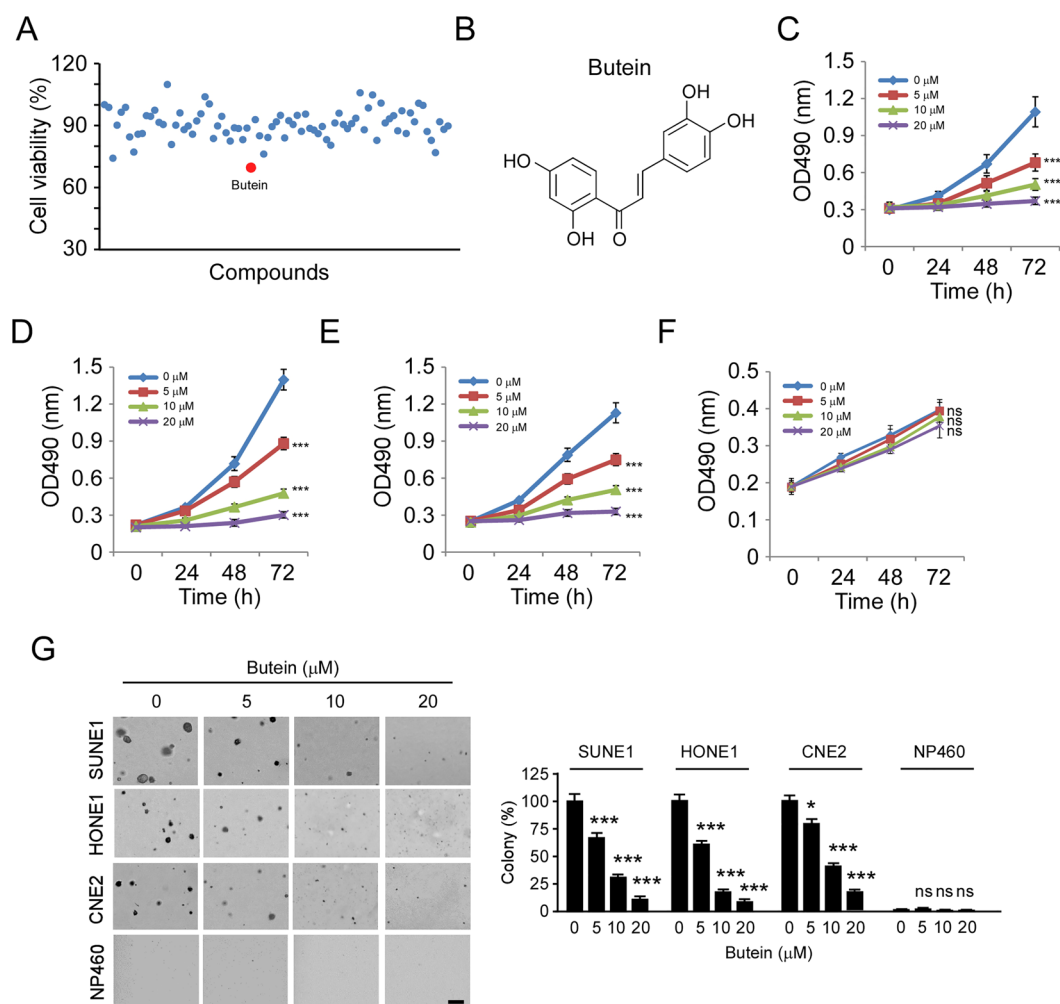 A
Cell viability (%)
120
90
70
60
30
Butein
Compounds
B
Butein
OH
OH
HO
OH
O
C
OD490 (nm)
1.5
1.2
0.9
0.6
0.3
0
0 μM
5 μM
10 μM
20 μM
***
***
***
0 24 48 72
Time (h)
D
OD490 (nm)
1.5
1.2
0.9
0.6
0.3
0
0 μM
5 μM
10 μM
20 μM
***
***
***
0 24 48 72
Time (h)
E
OD490 (nm)
1.5
1.2
0.9
0.6
0.3
0
0 μM
5 μM
10 μM
20 μM
***
***
***
0 24 48 72
Time (h)
F
OD490 (nm)
0.5
0.4
0.3
0.2
0.1
0
0 μM
5 μM
10 μM
20 μM
ns
ns
ns
0 24 48 72
Time (h)
G
Butein (μM)
0 5 10 20
SUNE1
HONE1
CNE2
NP460
SUNE1 HONE1 CNE2 NP460
Colony (%)
125
100
75
50
25
0
*** *** ***
*** *** ***
* *** ***
ns ns ns
0 5 10 20 0 5 10 20 0 5 10 20 0 5 10 20
Butein (μM)